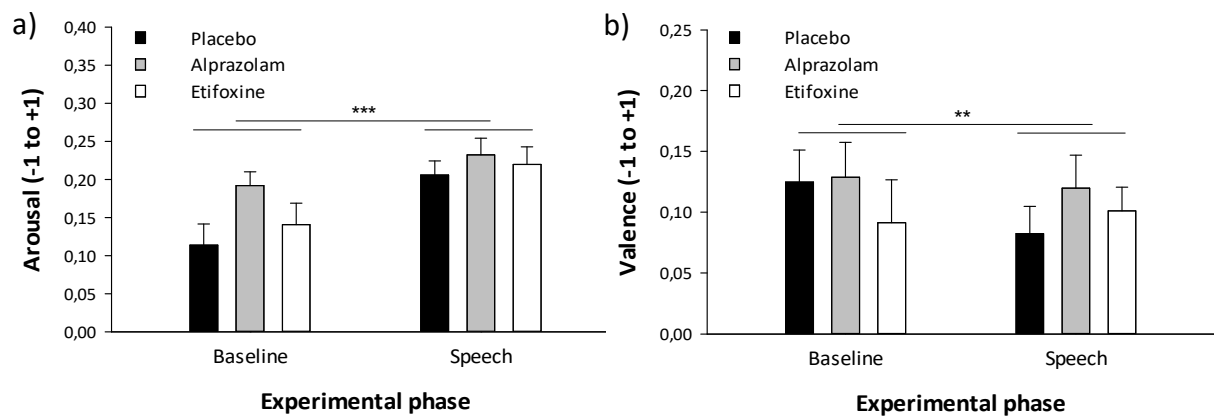 a)
Placebo
Alprazolam
Etifoxine
***
Arousal (-1 to +1)
0,40
0,35
0,30
0,25
0,20
0,15
0,10
0,05
0,00
Baseline
Speech
Experimental phase
b)
Placebo
Alprazolam
Etifoxine
**
Valence (-1 to +1)
0,25
0,20
0,15
0,10
0,05
0,00
Baseline
Speech
Experimental phase